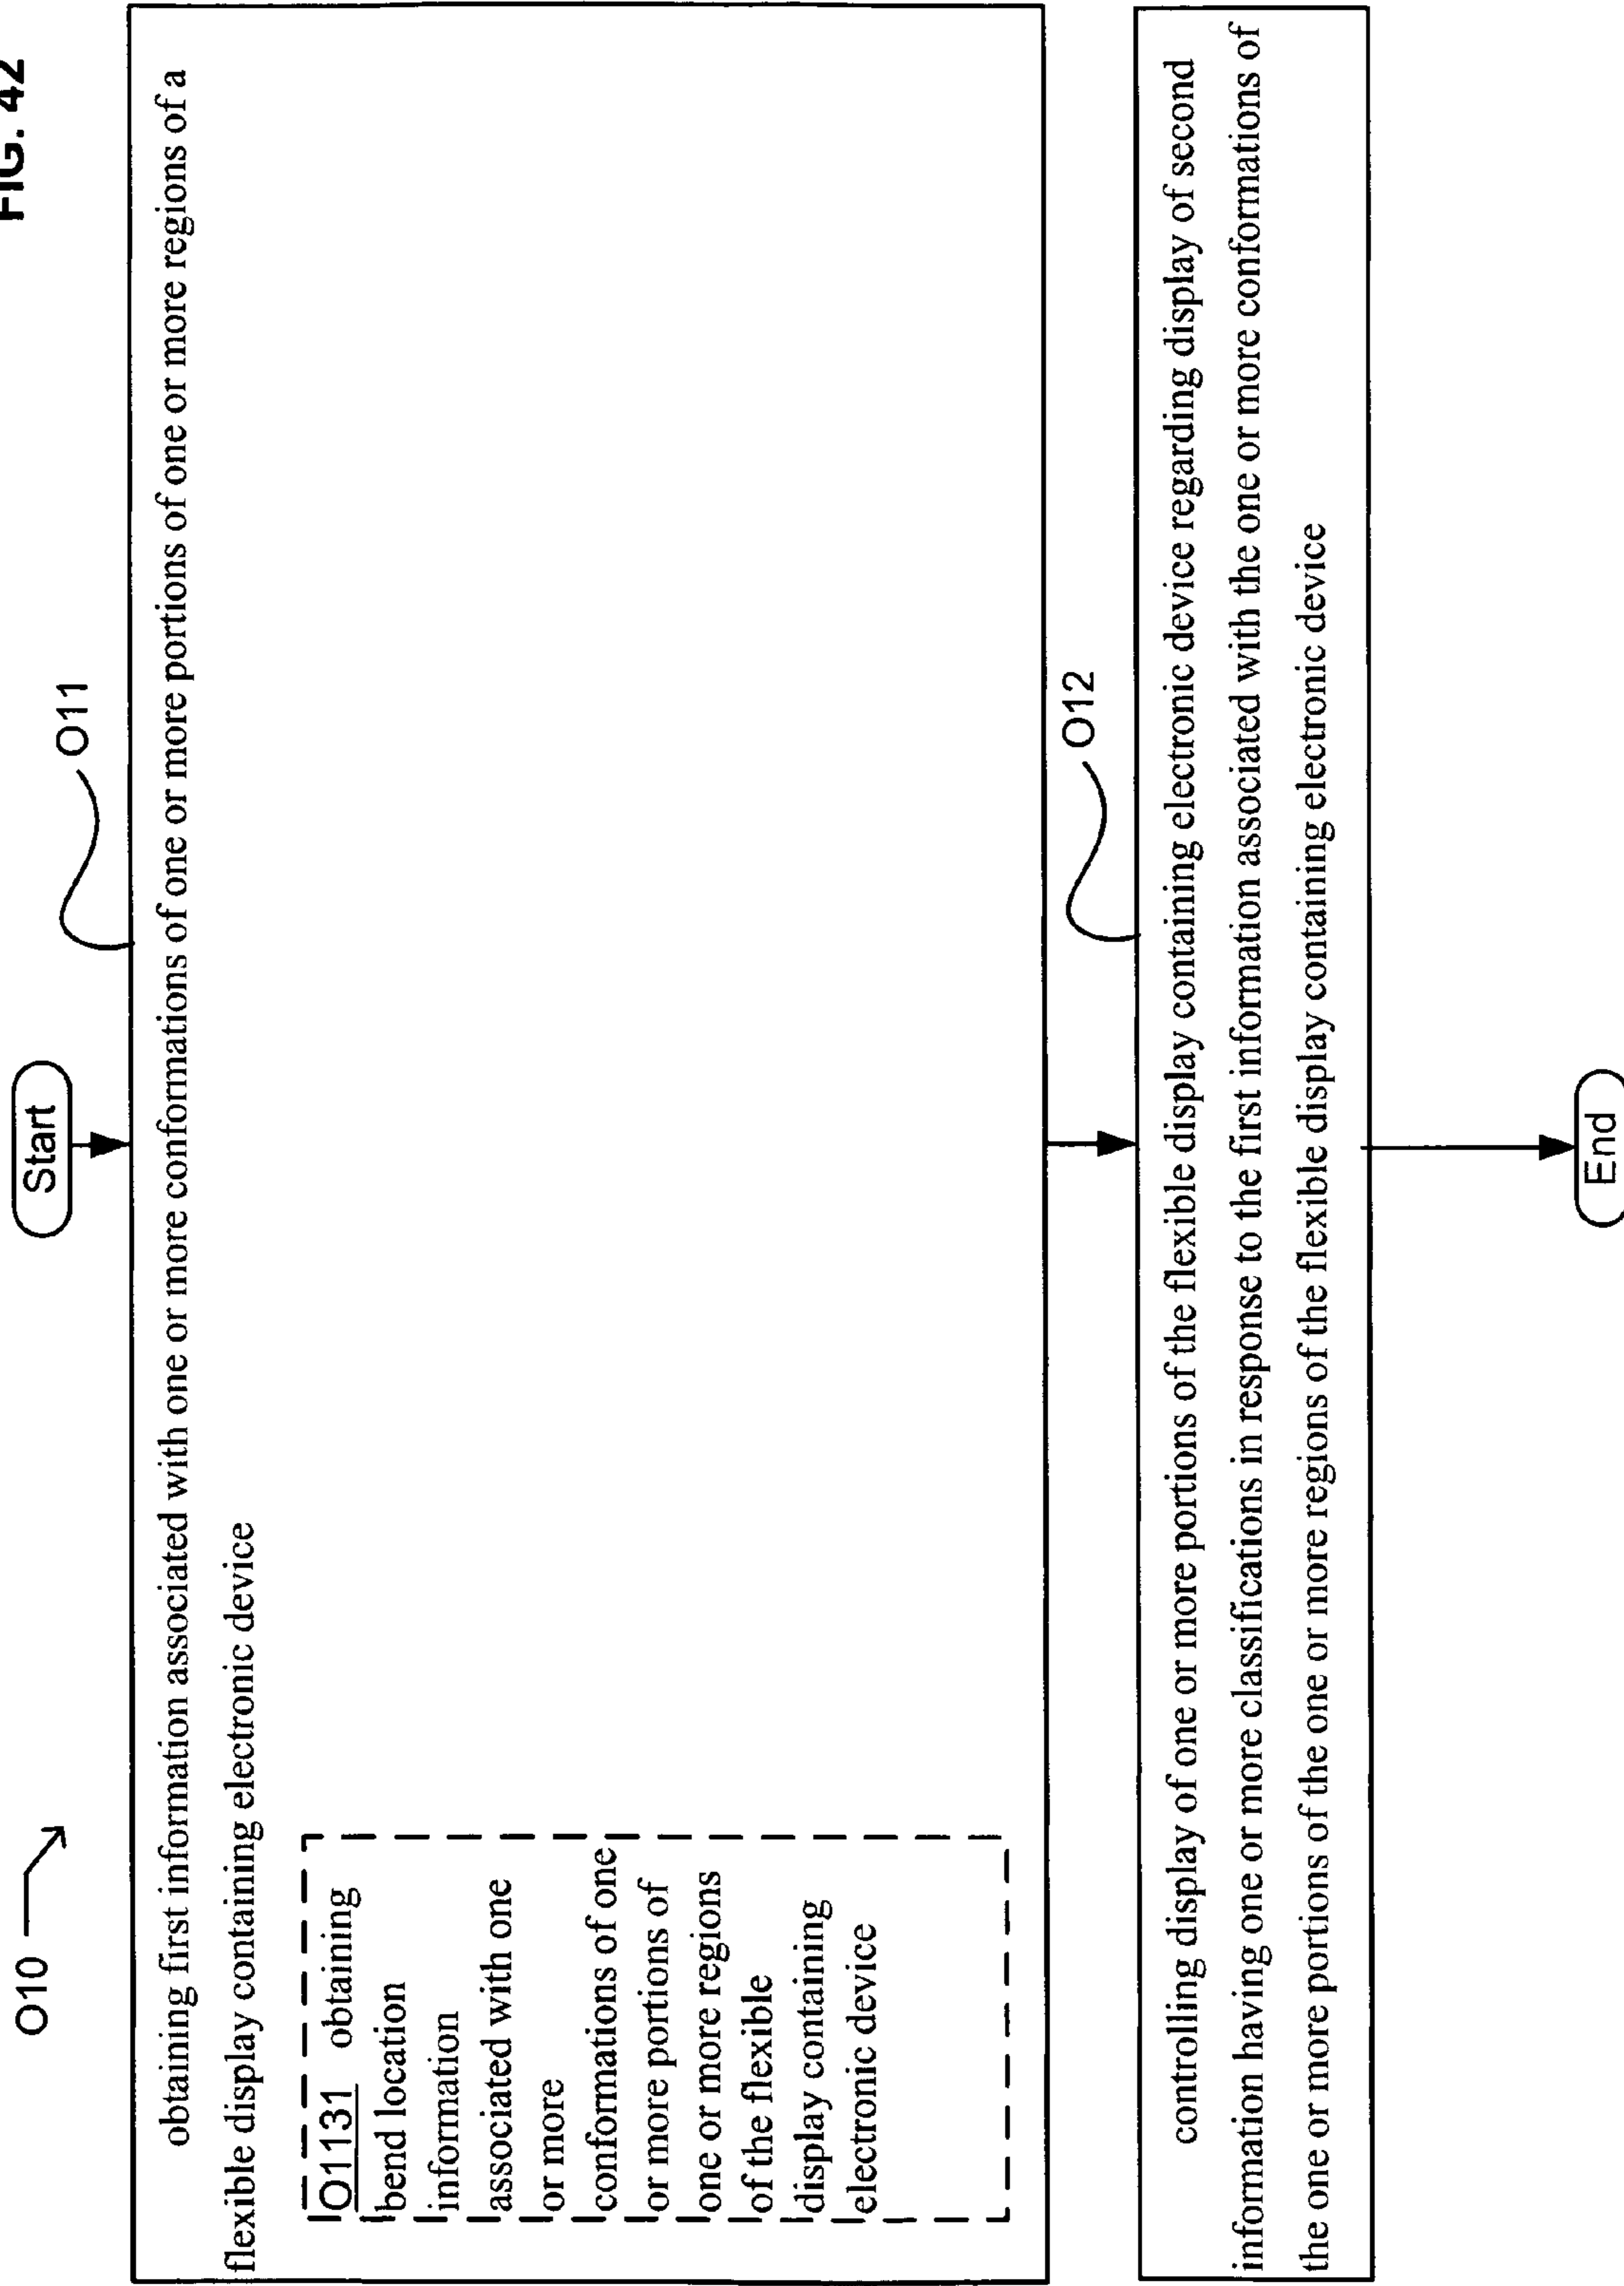 FIG. 42
O10
Start
O11
obtaining first information associated with one or more conformations of one or more portions of one or more regions of a
flexible display containing electronic device
O1131 obtaining
bend location
information
associated with one
or more
conformations of one
or more portions of
one or more regions
of the flexible
display containing
electronic device
O12
controlling display of one or more portions of the flexible display containing electronic device regarding display of second
information having one or more classifications in response to the first information associated with the one or more conformations of
the one or more portions of the one or more regions of the flexible display containing electronic device
End